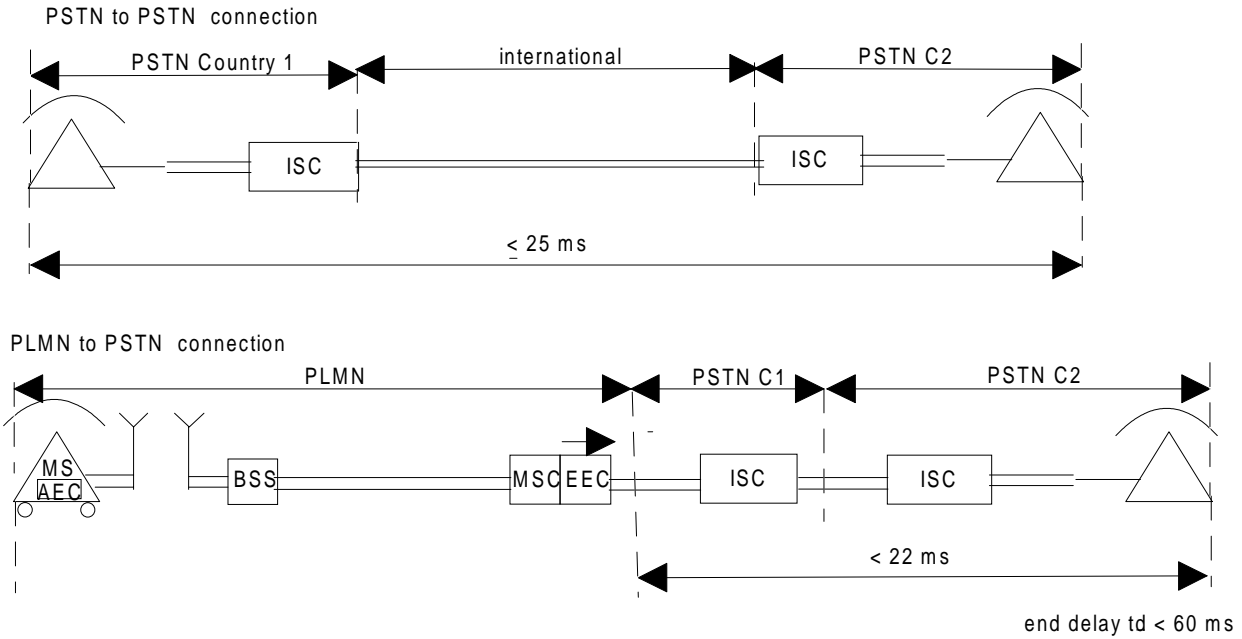 PSTN to PSTN connection
PSTN Country 1
international
PSTN C2
ISC
ISC
≤ 25 ms
PLMN to PSTN connection
PLMN
PSTN C1
PSTN C2
MS
AEC
BSS
MSC
EEC
ISC
ISC
< 22 ms
end delay td < 60 ms